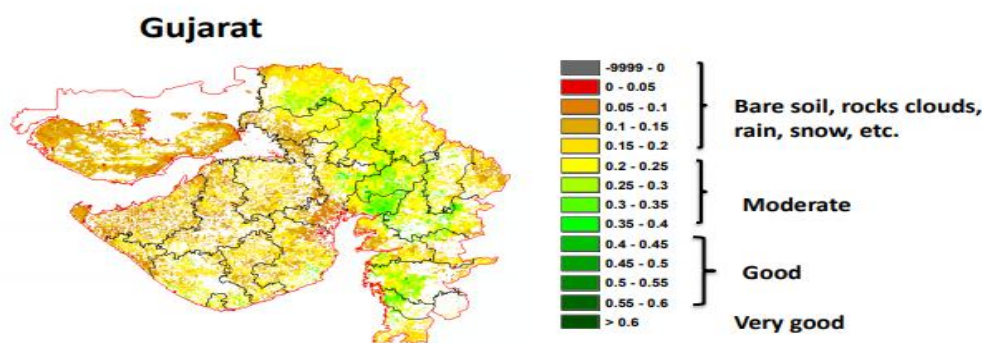 Gujarat
-9999 - 0
0 - 0.05
0.05 - 0.1
0.1 - 0.15
0.15 - 0.2
0.2 - 0.25
0.25 - 0.3
0.3 - 0.35
0.35 - 0.4
0.4 - 0.45
0.45 - 0.5
0.5 - 0.55
0.55 - 0.6
> 0.6
Bare soil, rocks clouds,
rain, snow, etc.
Moderate
Good
Very good